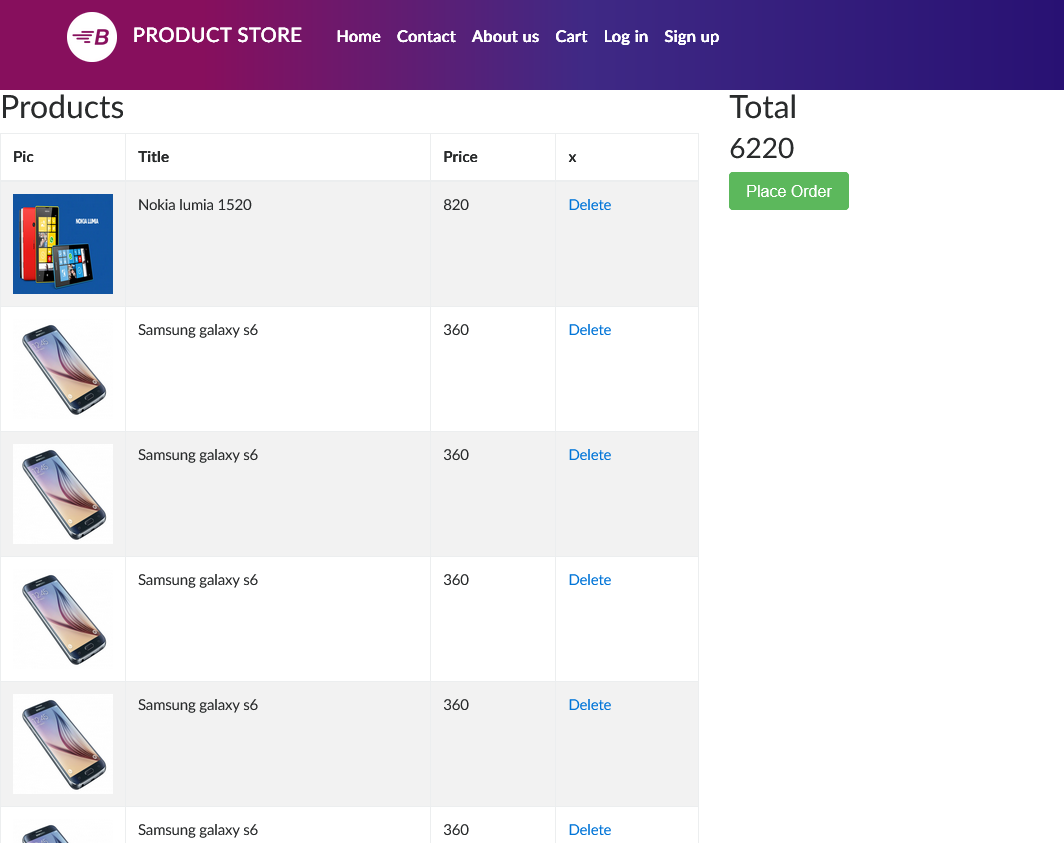 B PRODUCT STORE Home Contact About us Cart Log in Sign up
Products
Total
6220
Place Order
Pic Title Price x
NOKIA LUMIA
Nokia lumia 1520 820 Delete
Samsung galaxy s6 360 Delete
Samsung galaxy s6 360 Delete
Samsung galaxy s6 360 Delete
Samsung galaxy s6 360 Delete
Samsung galaxy s6 360 Delete